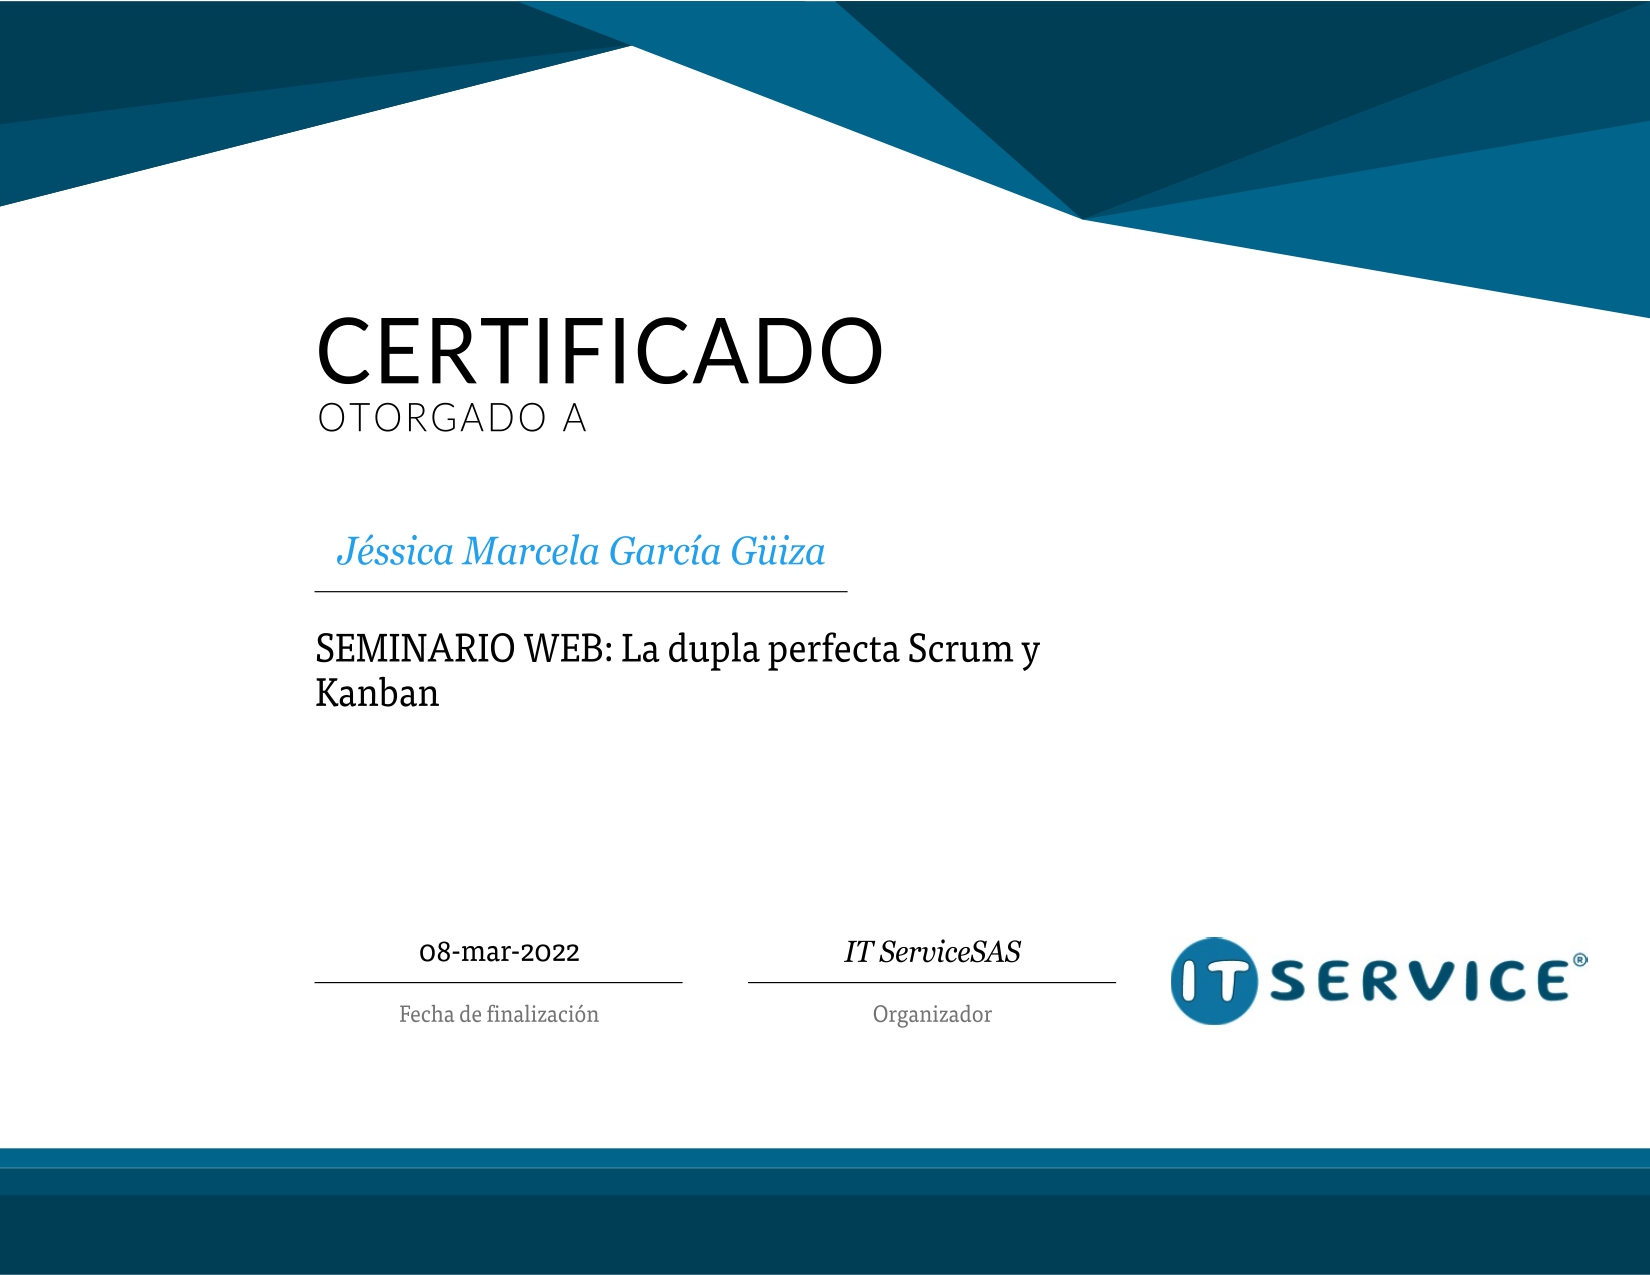 CERTIFICADO
OTORGADO A
Jéssica Marcela García Güiza
SEMINARIO WEB: La dupla perfecta Scrum y
Kanban
08-mar-2022
Fecha de finalización
IT ServiceSAS
Organizador
IT SERVICE®